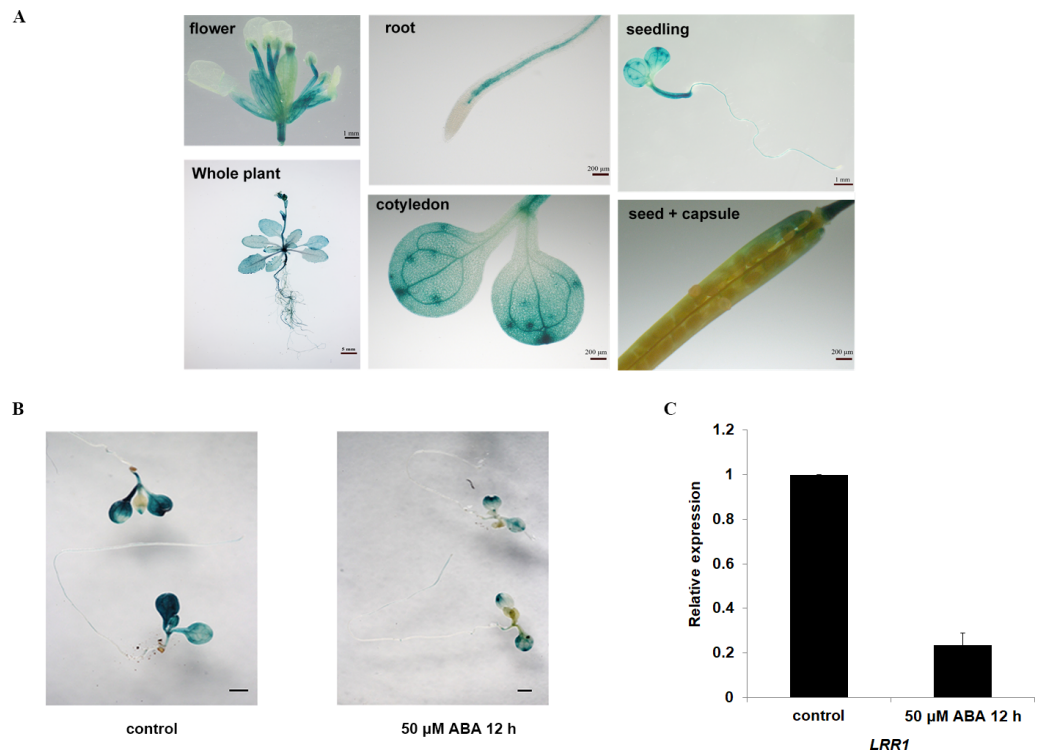 A
flower
1 mm
root
200 µm
seedling
1 mm
Whole plant
5 mm
cotyledon
200 µm
seed + capsule
200 µm
B
control
50 µM ABA 12 h
C
Relative expression
1.2
1
0.8
0.6
0.4
0.2
0
control
50 µM ABA 12 h
LRR1